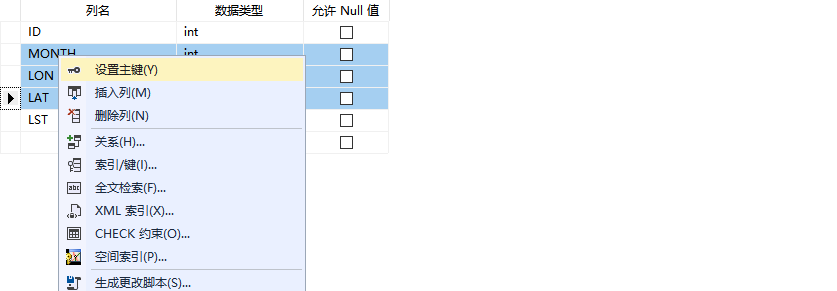 列名 数据类型 允许 Null 值
ID int
MONTH int
LON
LAT
LST
设置主键(Y)
插入列(M)
删除列(N)
关系(H)...
索引/键(I)...
全文检索(F)...
XML 索引(X)...
CHECK 约束(O)...
空间索引(P)...
生成更改脚本(S)...